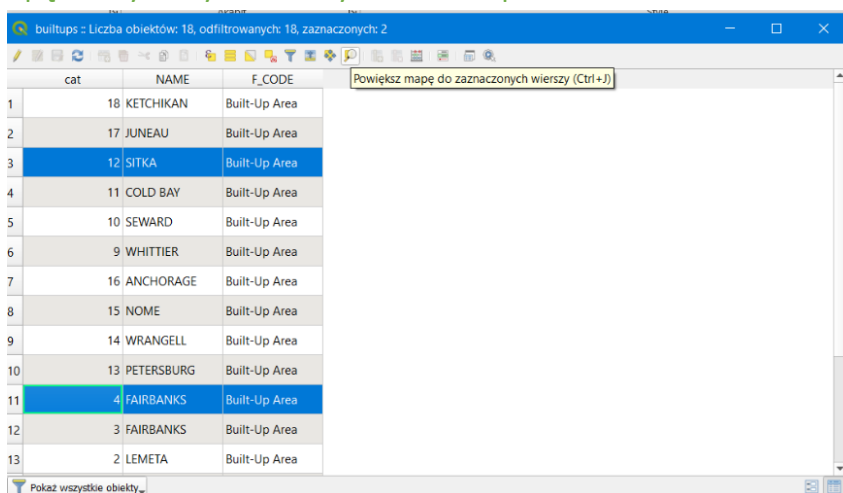 builtups :: Liczba obiektów: 18, odfiltrowanych: 18, zaznaczonych: 2
Powiększ mapę do zaznaczonych wierszy (Ctrl+J)
cat NAME F_CODE
1 18 KETCHIKAN Built-Up Area
2 17 JUNEAU Built-Up Area
3 12 SITKA Built-Up Area
4 11 COLD BAY Built-Up Area
5 10 SEWARD Built-Up Area
6 9 WHITTIER Built-Up Area
7 16 ANCHORAGE Built-Up Area
8 15 NOME Built-Up Area
9 14 WRANGELL Built-Up Area
10 13 PETERSBURG Built-Up Area
11 4 FAIRBANKS Built-Up Area
12 3 FAIRBANKS Built-Up Area
13 2 LEMETA Built-Up Area
Pokaż wszystkie obiekty